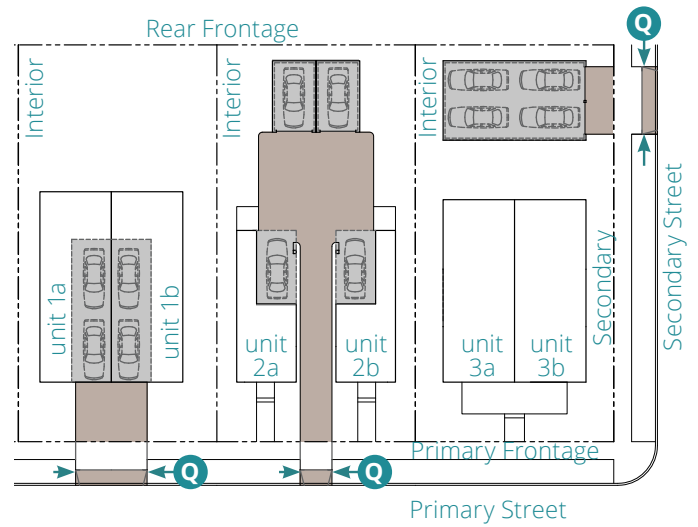 Q
Rear Frontage
Interior
Interior
Interior
Secondary Street
Secondary
unit 1a
unit 1b
unit
2a
unit
2b
unit
3a
unit
3b
Primary Frontage
Q
Q
Primary Street